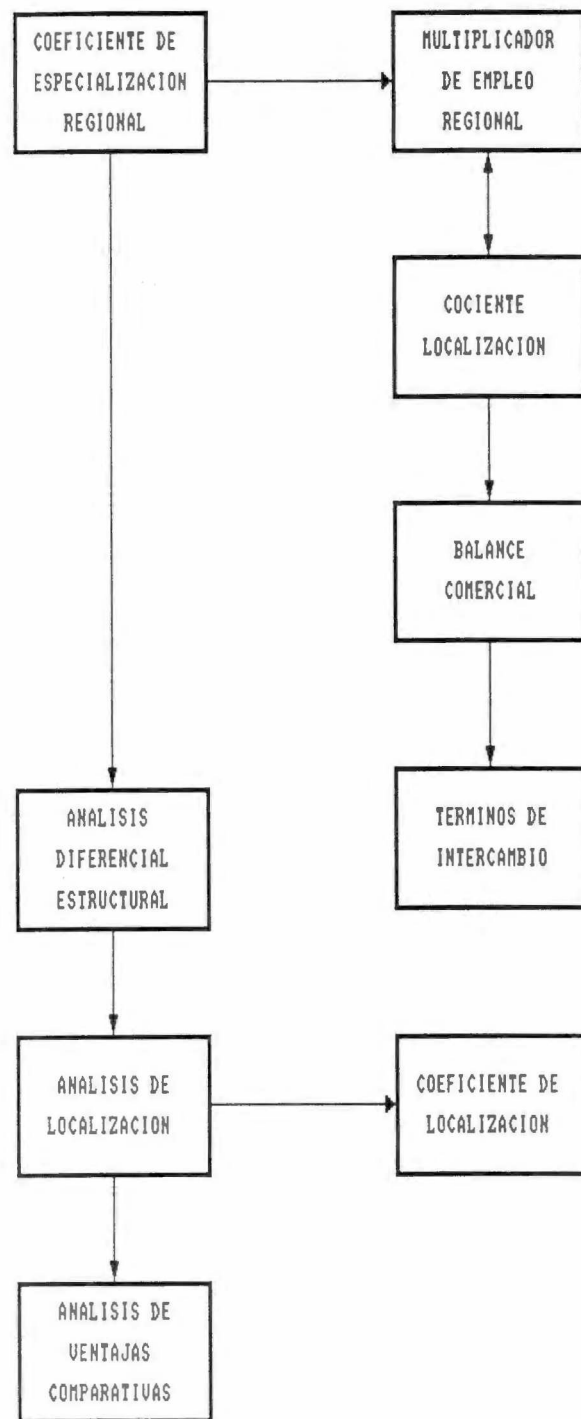 COEFICIENTE DE
ESPECIALIZACION
REGIONAL
MULTIPLICADOR
DE EMPLEO
REGIONAL
COCIENTE
LOCALIZACION
BALANCE
COMERCIAL
TERMINOS DE
INTERCAMBIO
ANALISIS
DIFERENCIAL
ESTRUCTURAL
ANALISIS DE
LOCALIZACION
COEFICIENTE DE
LOCALIZACION
ANALISIS DE
VENTAJAS
COMPARATIVAS